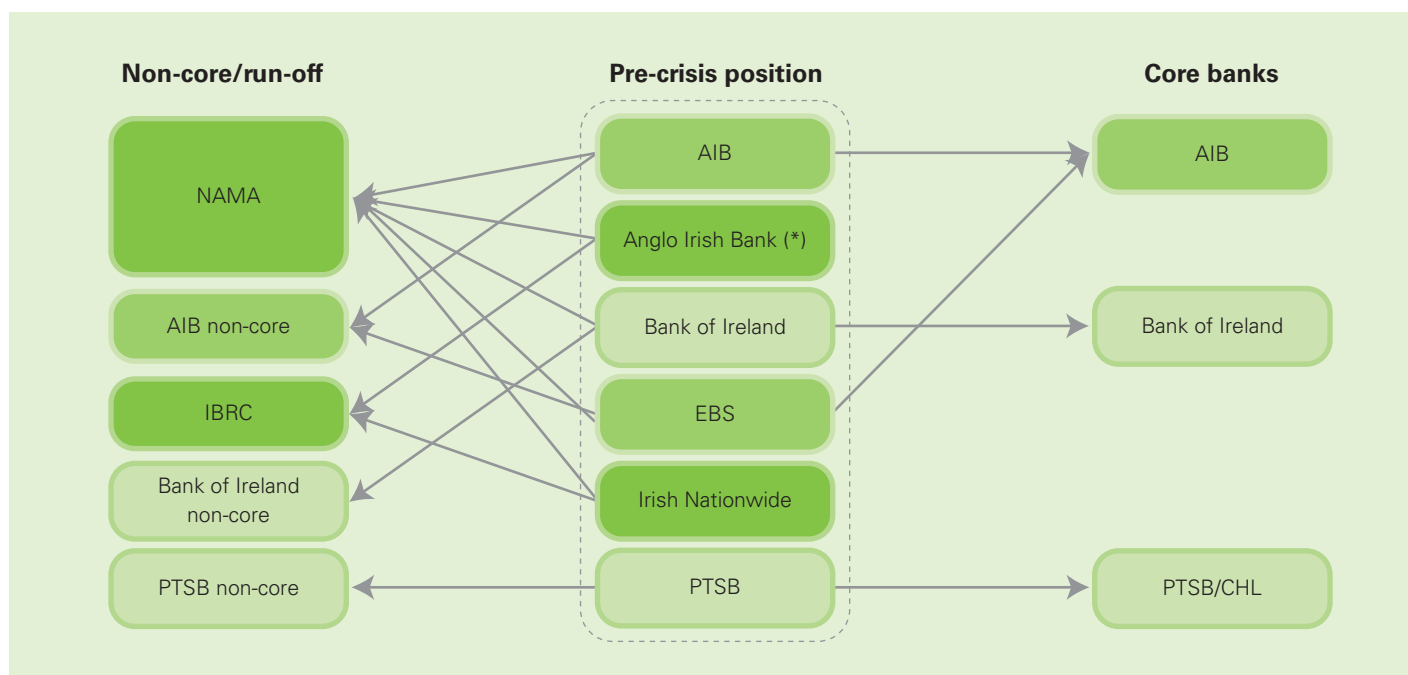 Non-core/run-off
NAMA
AIB non-core
IBRC
Bank of Ireland
non-core
PTSB non-core
Pre-crisis position
AIB
Anglo Irish Bank (*)
Bank of Ireland
EBS
Irish Nationwide
PTSB
Core banks
AIB
Bank of Ireland
PTSB/CHL